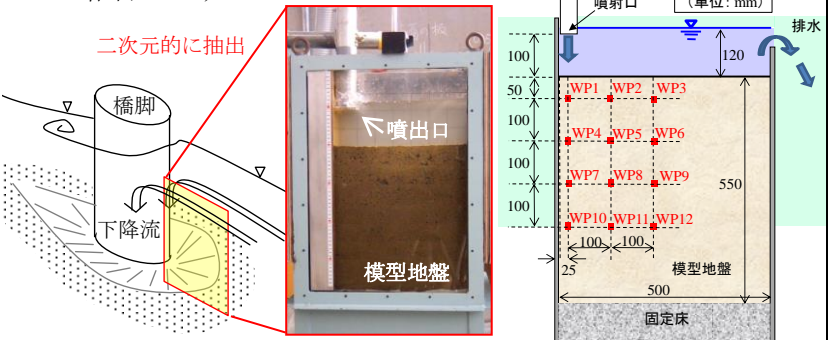 二次元的に抽出
橋脚
下降流
噴出口
模型地盤
噴射口
(単位: mm)
排水
100
120
50
WP1 WP2 WP3
100
WP4 WP5 WP6
100
WP7 WP8 WP9
550
100
WP10 WP11 WP12
100 100
25
模型地盤
500
固定床